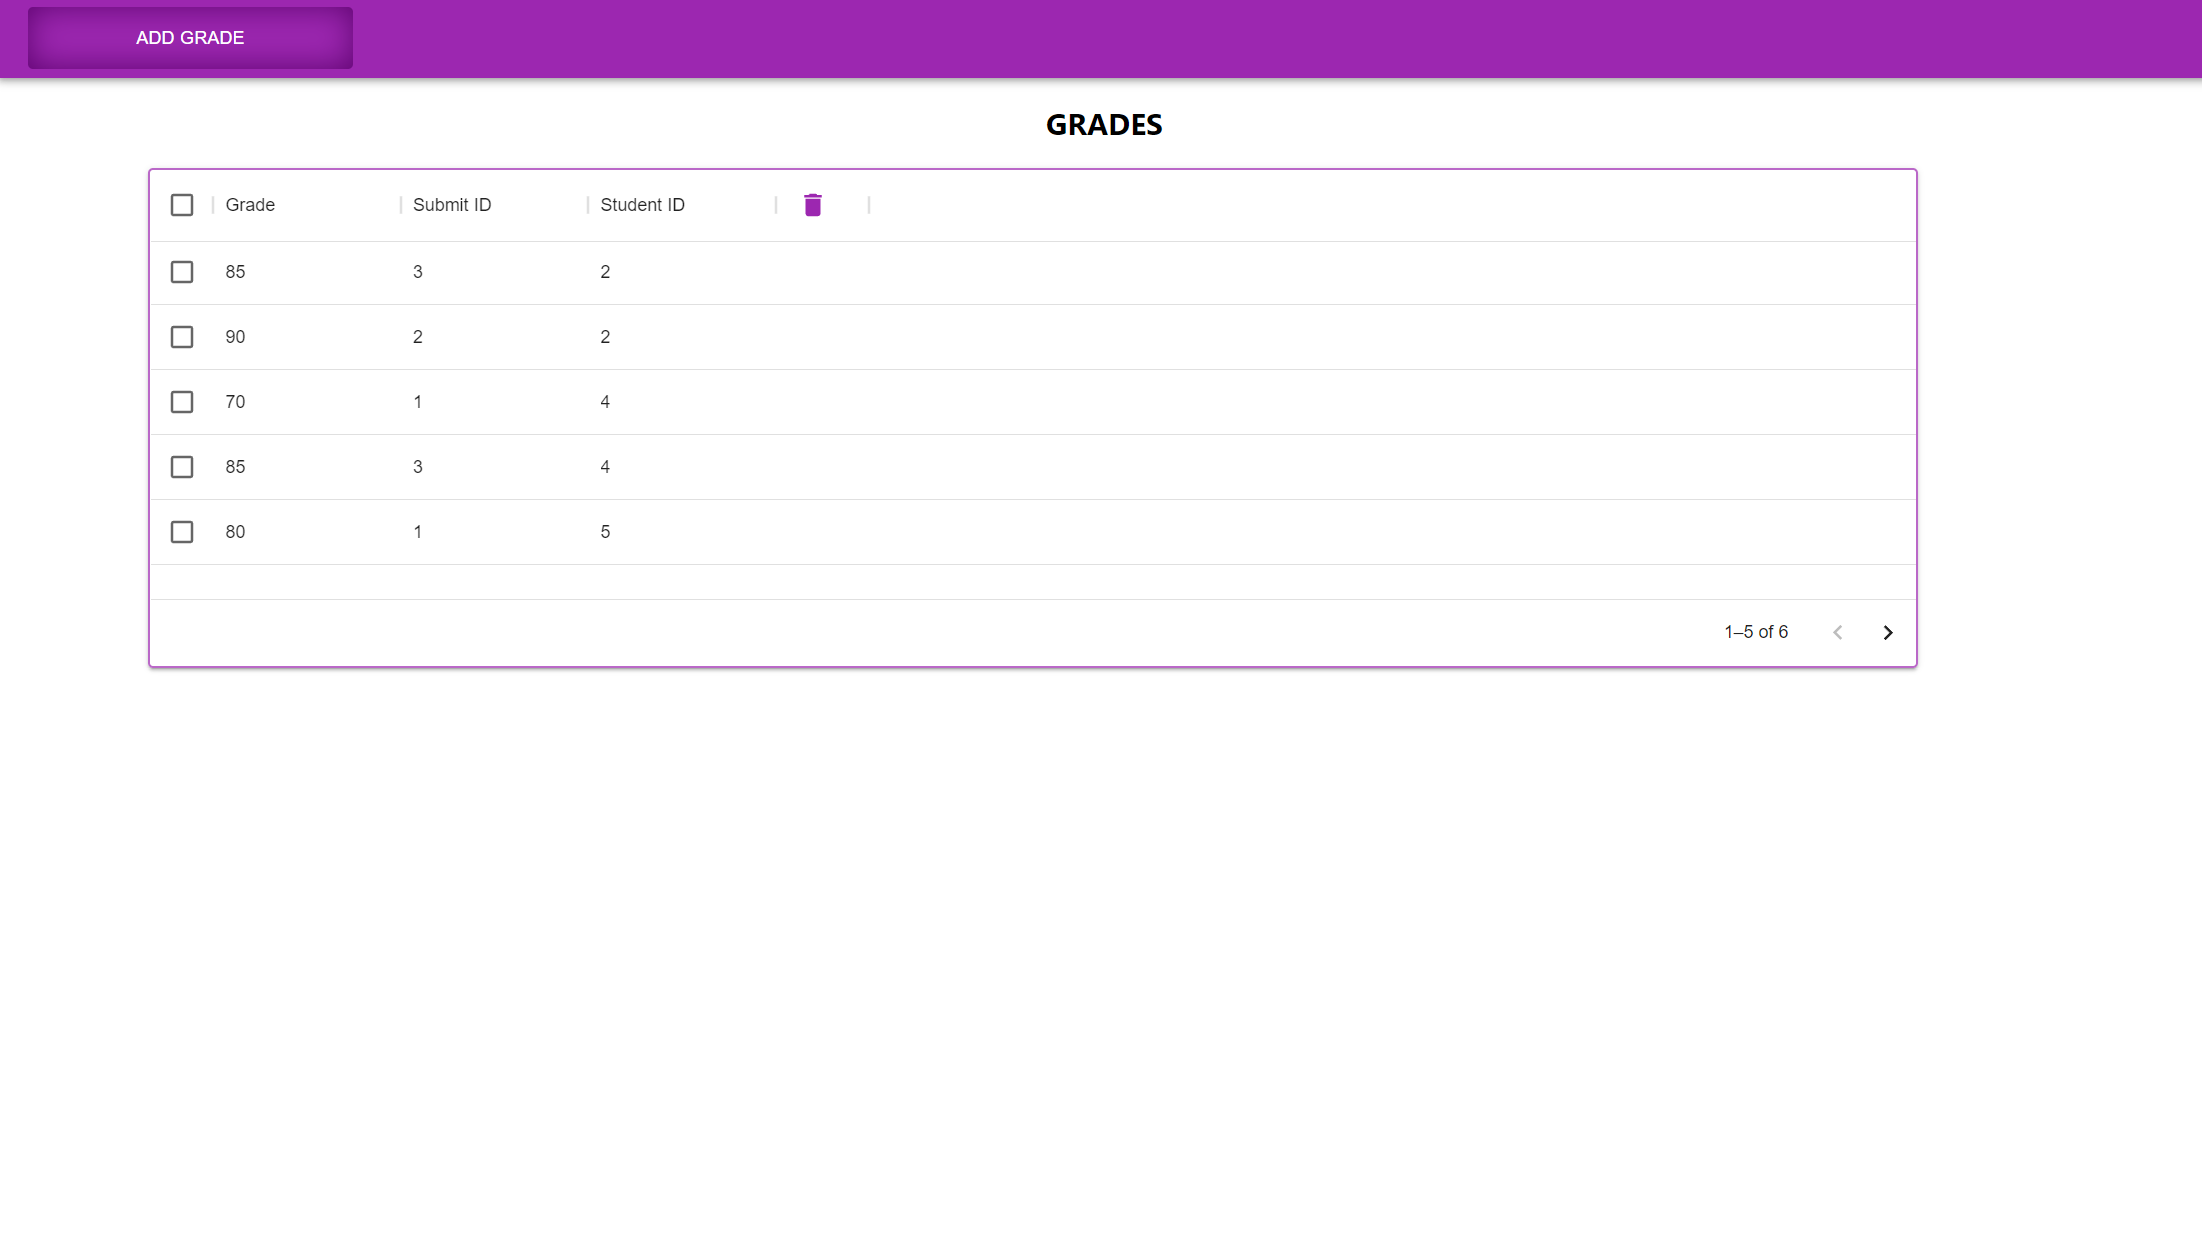 ADD GRADE
GRADES
Grade Submit ID Student ID
85 3 2
90 2 2
70 1 4
85 3 4
80 1 5
1–5 of 6